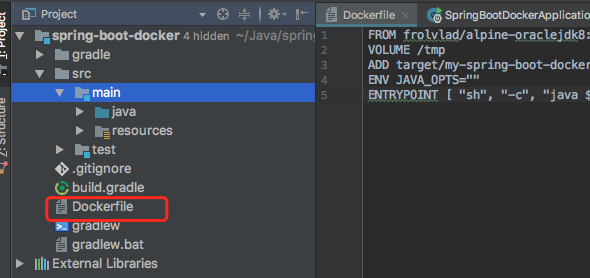 1: Project
Project
Dockerfile
SpringBootDockerApplication
spring-boot-docker 4 hidden ~/Java/spring
gradle
src
main
java
resources
test
.gitignore
build.gradle
Dockerfile
gradlew
gradlew.bat
External Libraries
Z: Structure
1 FROM frolvlad/alpine-oraclejdk8:
2 VOLUME /tmp
3 ADD target/my-spring-boot-docker
4 ENV JAVA_OPTS=""
5 ENTRYPOINT [ "sh", "-c", "java $